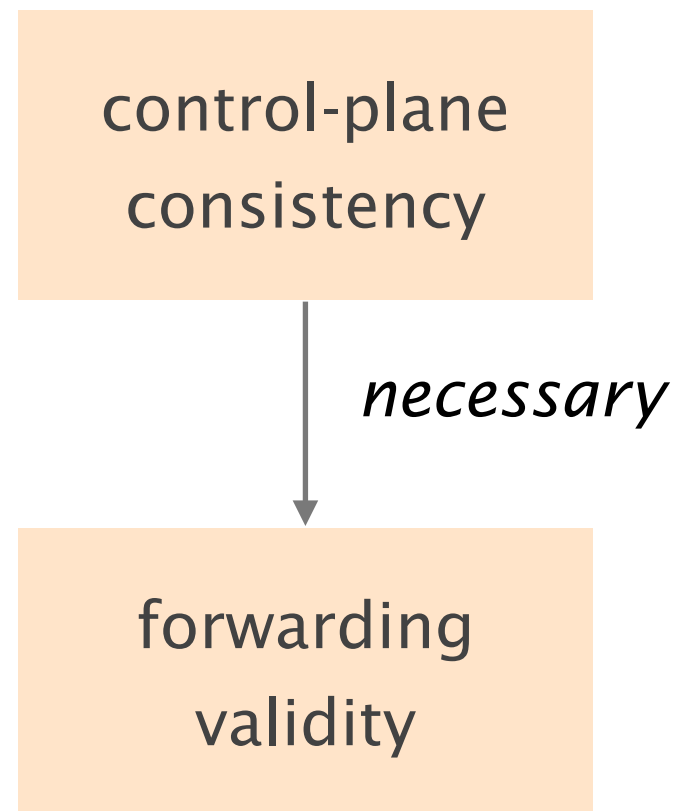 control-plane
consistency
necessary
forwarding
validity